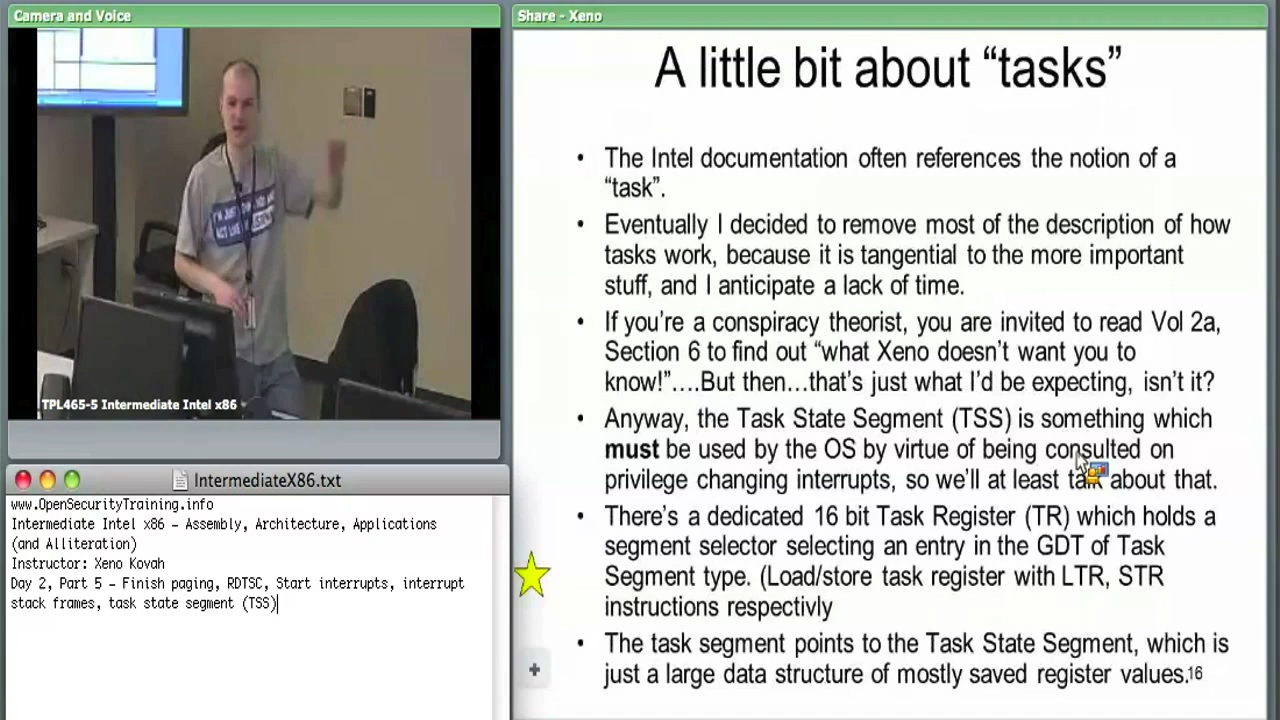 Camera and Voice
TPL465-5 Intermediate Intel x86
IntermediateX86.txt
www.OpenSecurityTraining.info
Intermediate Intel x86 – Assembly, Architecture, Applications
(and Alliteration)
Instructor: Xeno Kovah
Day 2, Part 5 – Finish paging, RDTSC, Start interrupts, interrupt
stack frames, task state segment (TSS)
Share - Xeno
A little bit about “tasks”
• The Intel documentation often references the notion of a
“task”.
• Eventually I decided to remove most of the description of how
tasks work, because it is tangential to the more important
stuff, and I anticipate a lack of time.
• If you’re a conspiracy theorist, you are invited to read Vol 2a,
Section 6 to find out “what Xeno doesn’t want you to
know!”….But then…that’s just what I’d be expecting, isn’t it?
• Anyway, the Task State Segment (TSS) is something which
must be used by the OS by virtue of being consulted on
privilege changing interrupts, so we’ll at least talk about that.
• There’s a dedicated 16 bit Task Register (TR) which holds a
segment selector selecting an entry in the GDT of Task
Segment type. (Load/store task register with LTR, STR
instructions respectivly
• The task segment points to the Task State Segment, which is
just a large data structure of mostly saved register values.
16